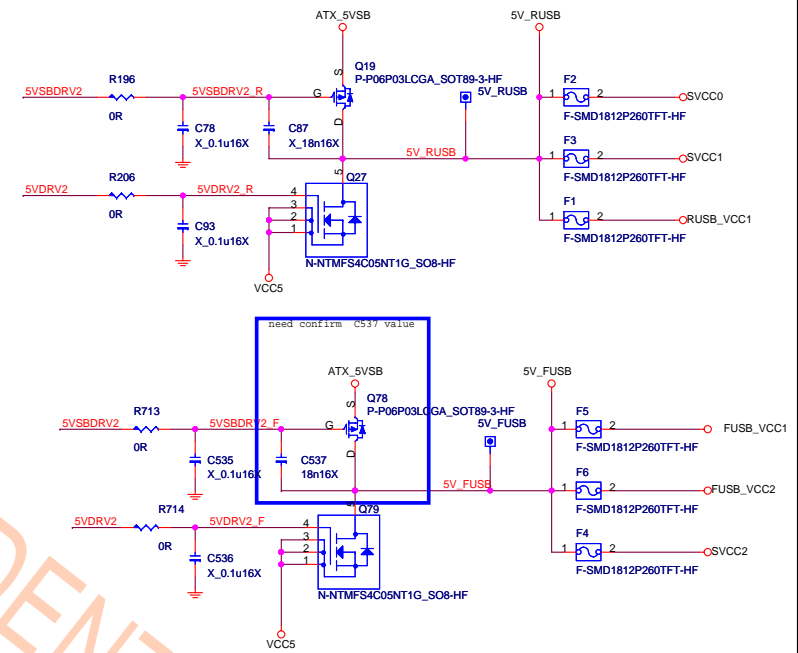 ATX_5VSB
5V_RUSB
Q19
P-P06P03LCGA_SOT89-3-HF
S
G
D
5V_RUSB
5VSBDRV2
R196
0R
5VSBDRV2_R
C78
X_0.1u16X
C87
X_18n16X
5V_RUSB
F2
1 2
F-SMD1812P260TFT-HF
SVCC0
F3
1 2
F-SMD1812P260TFT-HF
SVCC1
F1
1 2
F-SMD1812P260TFT-HF
RUSB_VCC1
5VDRV2
R206
0R
5VDRV2_R
C93
X_0.1u16X
5
Q27
4
3
2
1
N-NTMFS4C05NT1G_SO8-HF
VCC5
need confirm C537 value
ATX_5VSB
5V_FUSB
Q78
P-P06P03LCGA_SOT89-3-HF
S
G
D
5V_FUSB
5VSBDRV2
R713
0R
5VSBDRV2_F
C535
X_0.1u16X
C537
18n16X
5V_FUSB
F5
1 2
F-SMD1812P260TFT-HF
FUSB_VCC1
F6
1 2
F-SMD1812P260TFT-HF
FUSB_VCC2
F4
1 2
F-SMD1812P260TFT-HF
SVCC2
5VDRV2
R714
0R
5VDRV2_F
C536
X_0.1u16X
Q79
4
3
2
1
N-NTMFS4C05NT1G_SO8-HF
VCC5